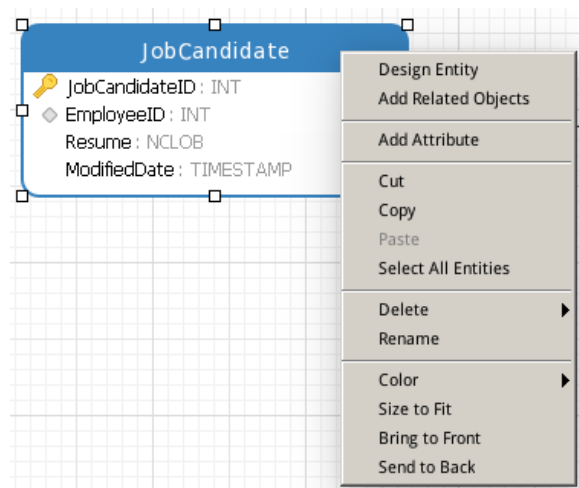 JobCandidate
JobCandidateID : INT
EmployeeID : INT
Resume : NCLOB
ModifiedDate : TIMESTAMP
Design Entity
Add Related Objects
Add Attribute
Cut
Copy
Paste
Select All Entities
Delete
Rename
Color
Size to Fit
Bring to Front
Send to Back